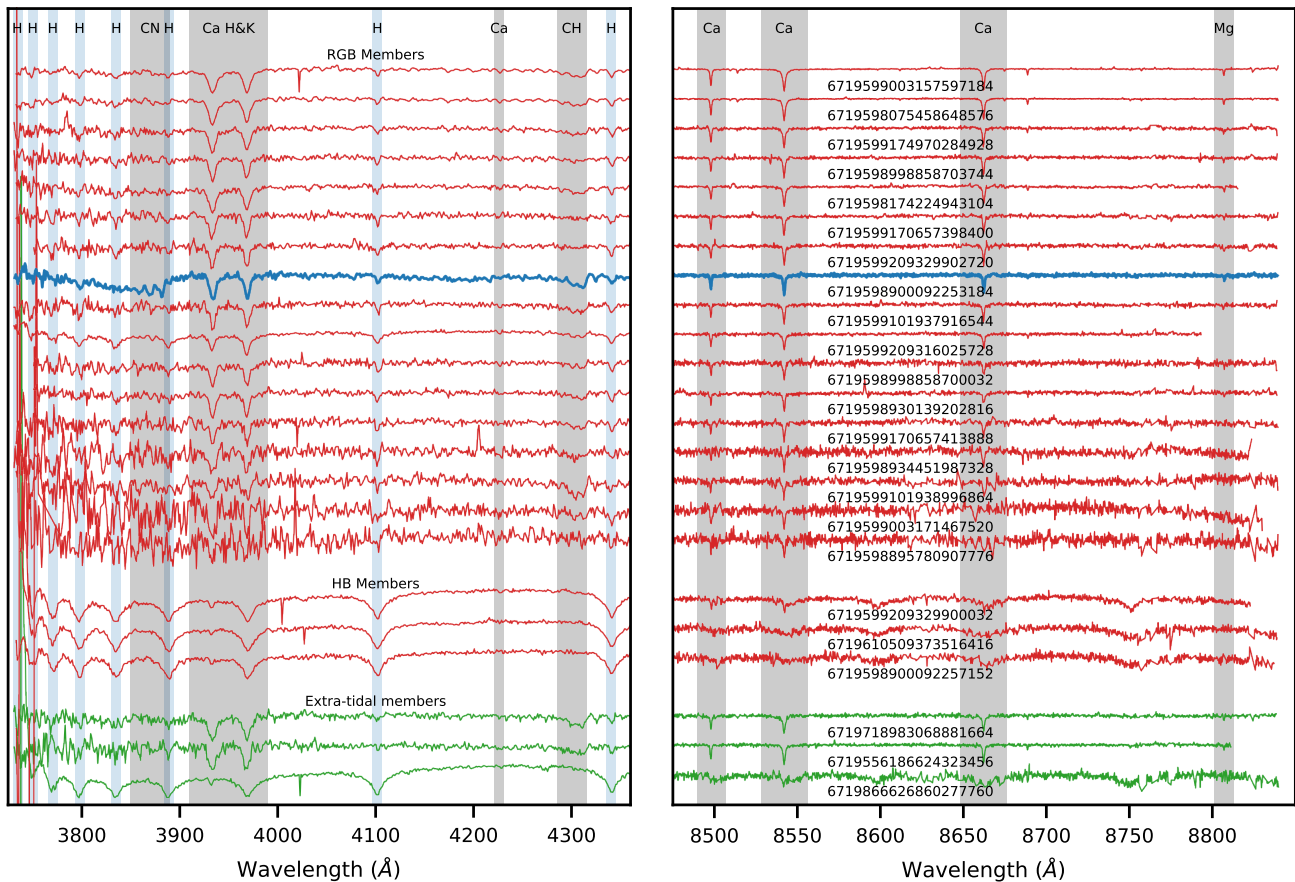 H H H H H CN H Ca H&K H Ca CH H
RGB Members
HB Members
Extra-tidal members
3800 3900 4000 4100 4200 4300
Wavelength (Å)
Ca Ca Ca Mg
6719599003157597184
6719598075458648576
6719599174970284928
6719598998858703744
6719598174224943104
6719599170657398400
6719599209329902720
6719598900092253184
6719599101937916544
6719599209316025728
6719598998858700032
6719598930139202816
6719599170657413888
6719598934451987328
6719599101938996864
6719599003171467520
6719598895780907776
6719599209329900032
6719610509373516416
6719598900092257152
6719718983068881664
6719556186624323456
6719866626860277760
8500 8550 8600 8650 8700 8750 8800
Wavelength (Å)